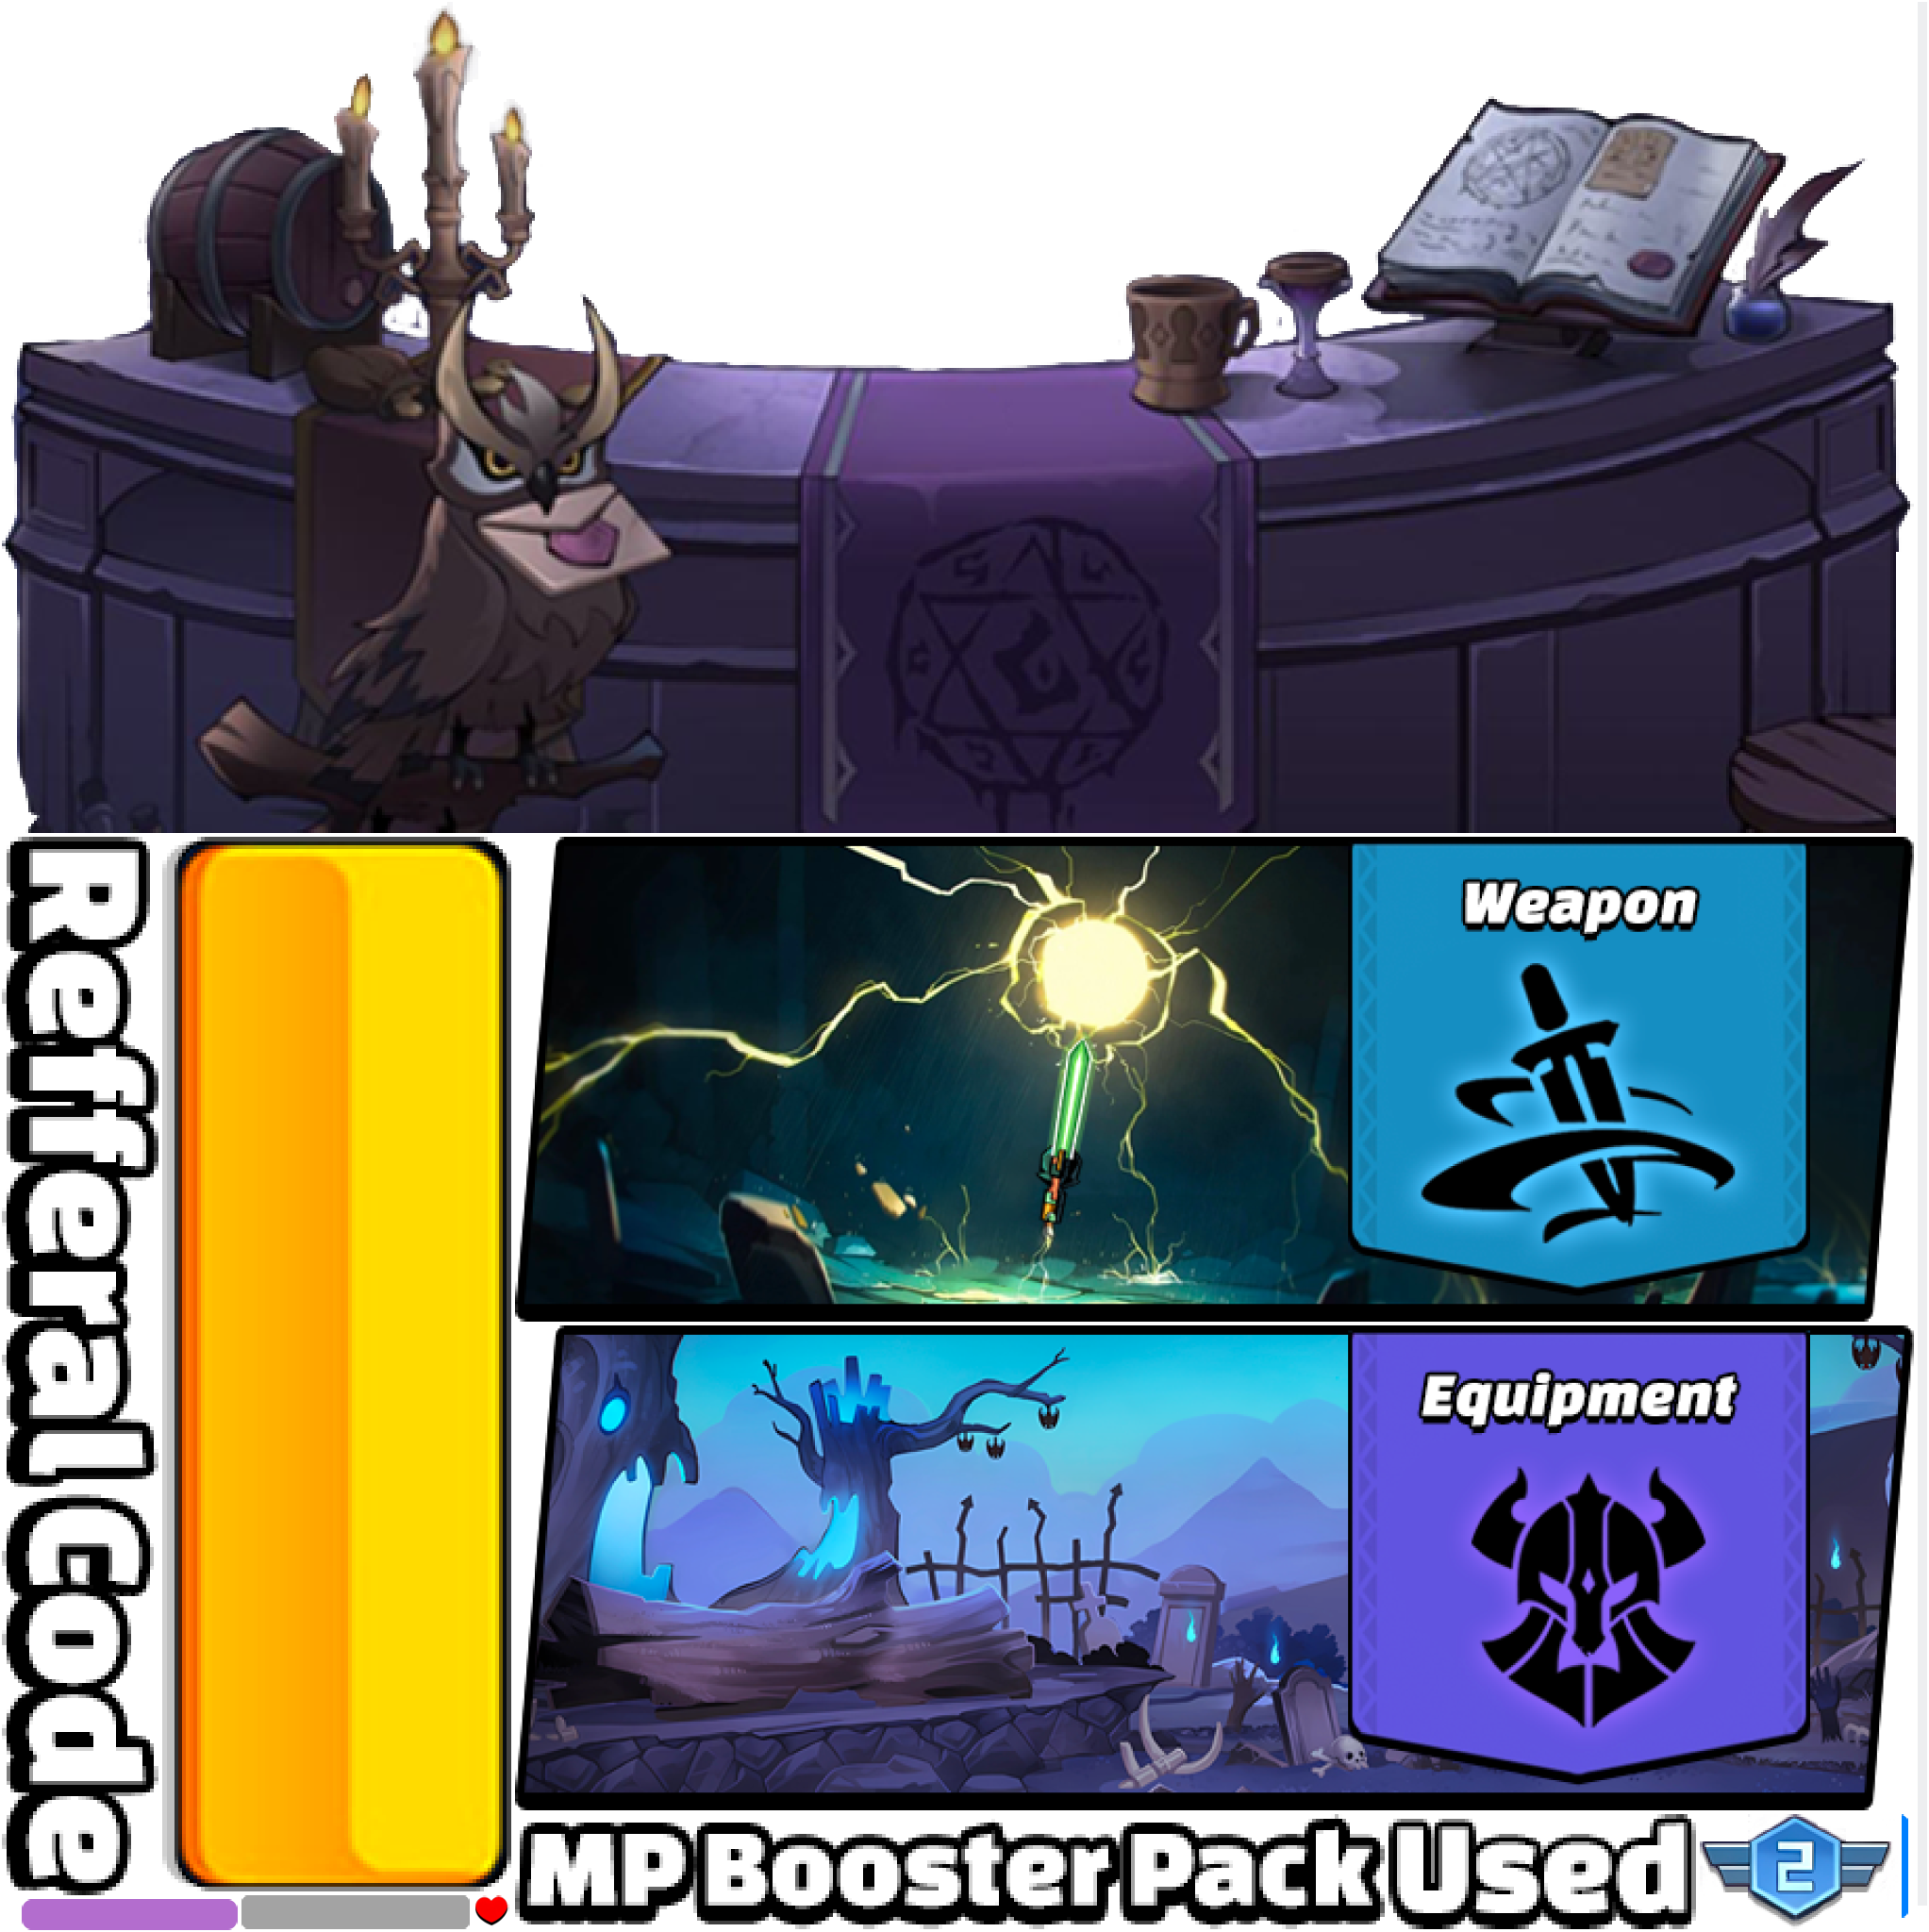 Refferal Code
Weapon
Equipment
MP Booster Pack Used
2